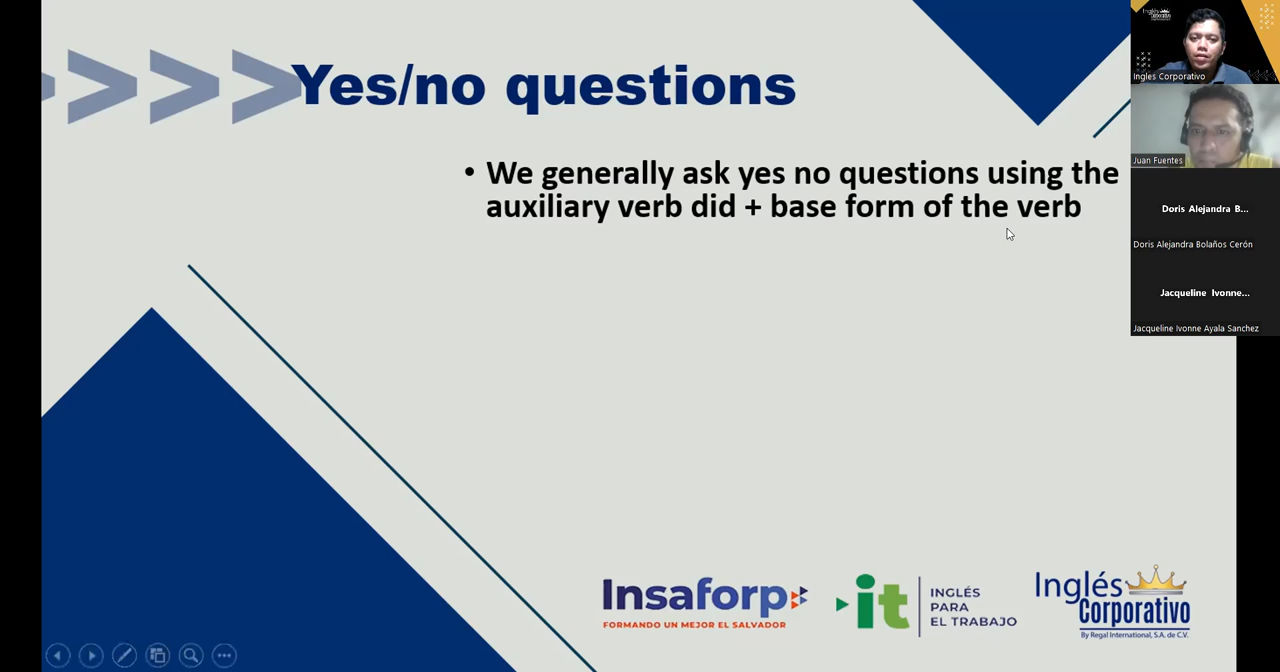 Yes/no questions
• We generally ask yes no questions using the
auxiliary verb did + base form of the verb
Insaforp
FORMANDO UN MEJOR EL SALVADOR
it
INGLÉS
PARA
EL TRABAJO
Inglés
Corporativo
By Regal International, S.A. de C.V.
Inglés
Corporativo
Ingles Corporativo
Juan Fuentes
Doris Alejandra B...
Doris Alejandra Bolaños Cerón
Jacqueline Ivonne...
Jacqueline Ivonne Ayala Sanchez